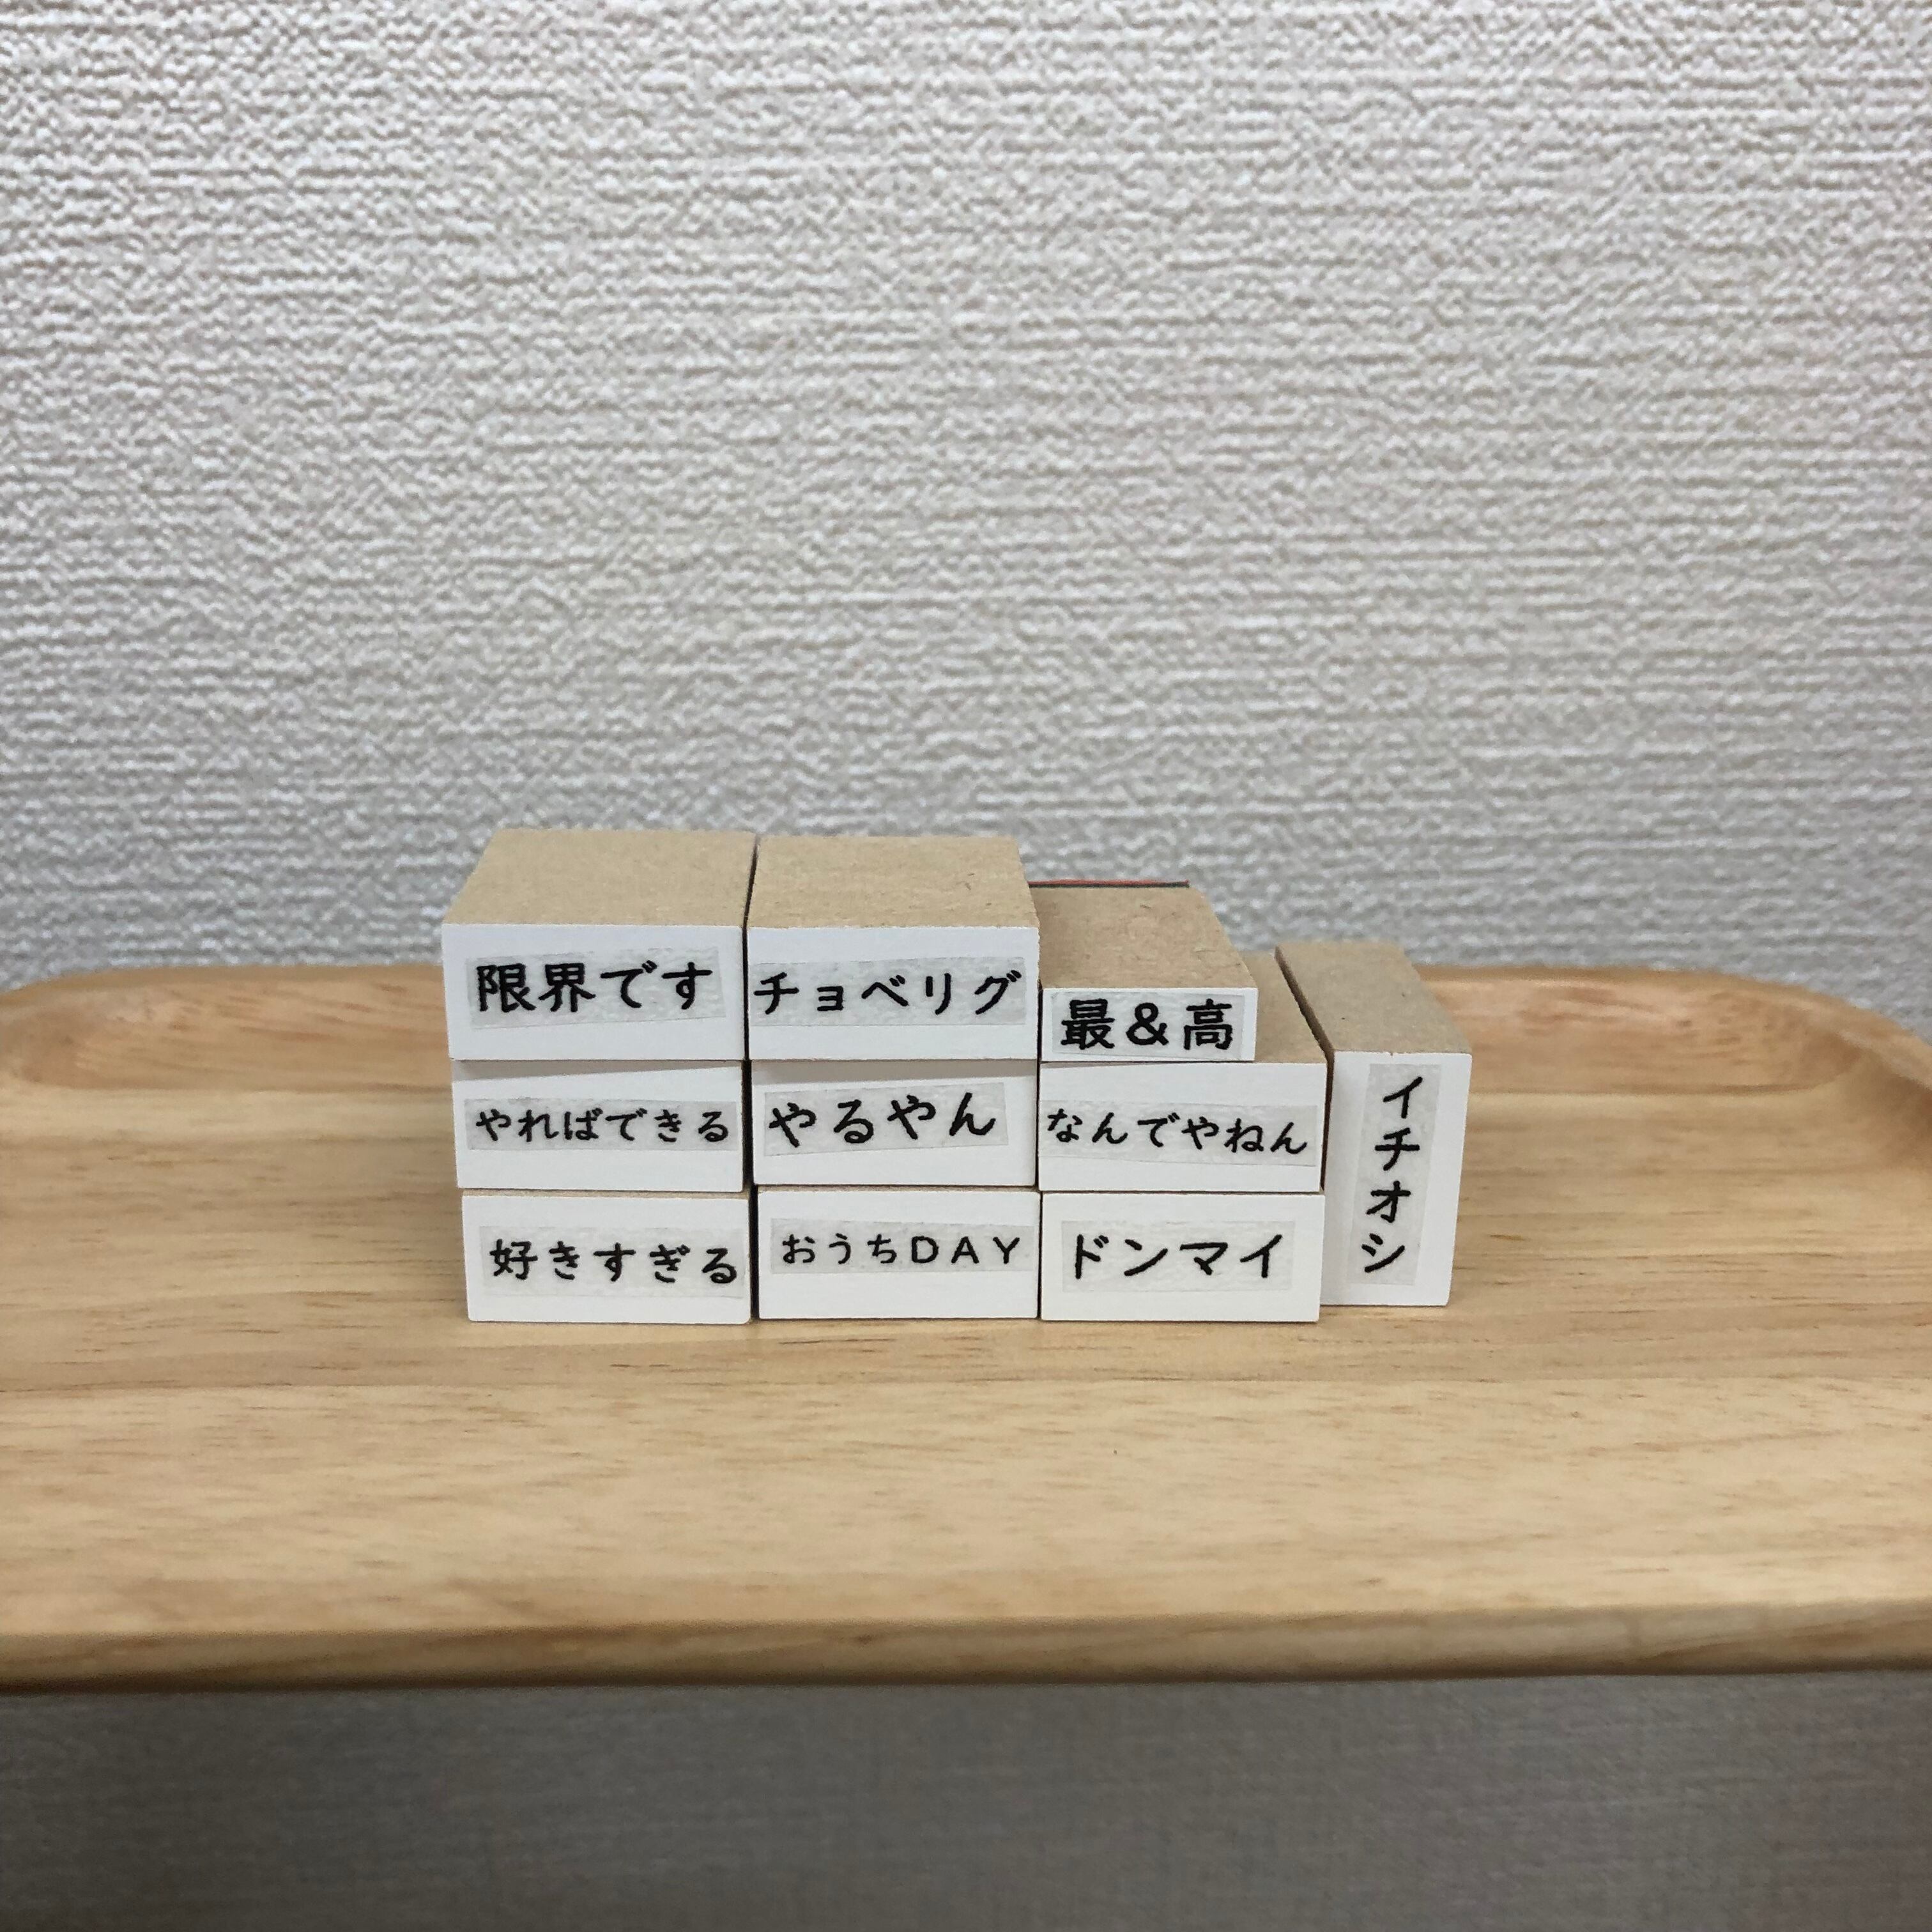 限界です
チョベリグ
最&高
やればできる
やるやん
なんでやねん
好きすぎる
おうちDAY
ドンマイ
イチオシ